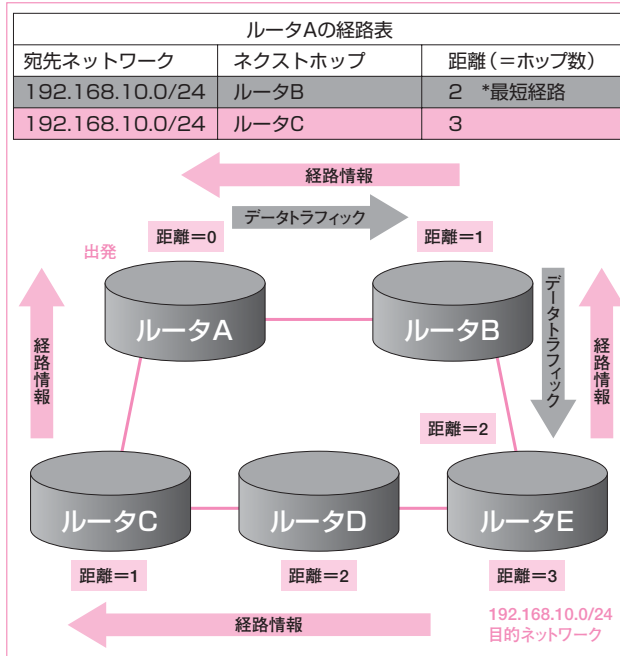 ルータAの経路表
宛先ネットワーク ネクストホップ 距離(=ホップ数)
192.168.10.0/24 ルータB 2 *最短経路
192.168.10.0/24 ルータC 3
経路情報
データトラフィック
出発
距離=0
距離=1
ルータA
ルータB
経路情報
データトラフィック
経路情報
距離=2
ルータC
ルータD
ルータE
距離=1
距離=2
距離=3
経路情報
192.168.10.0/24
目的ネットワーク